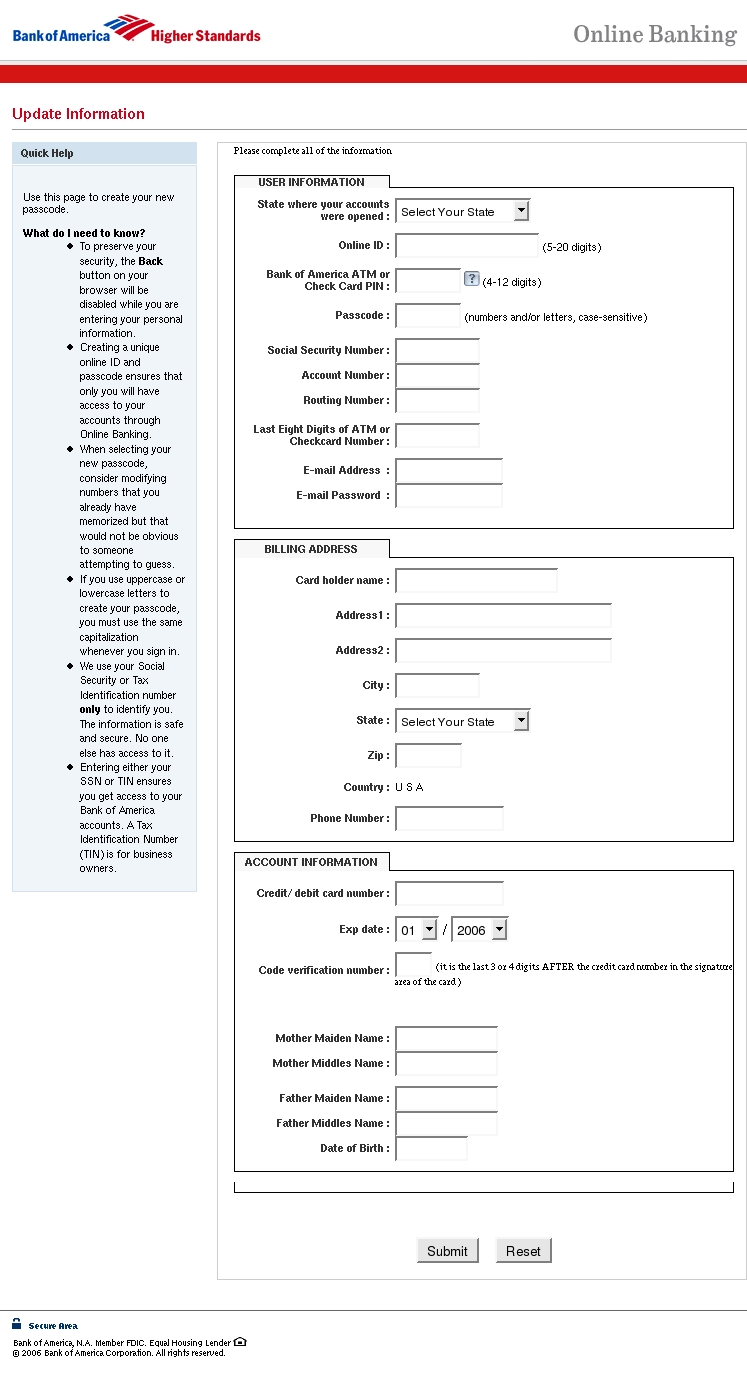 Bank of America Higher Standards
Online Banking
Update Information
Quick Help
Use this page to create your new
passcode.
What do I need to know?
To preserve your
security, the Back
button on your
browser will be
disabled while you are
entering your personal
information.
Creating a unique
online ID and
passcode ensures that
only you will have
access to your
accounts through
Online Banking.
When selecting your
new passcode,
consider modifying
numbers that you
already have
memorized but that
would not be obvious
to someone
attempting to guess.
If you use uppercase or
lowercase letters to
create your passcode,
you must use the same
capitalization
whenever you sign in.
We use your Social
Security or Tax
Identification number
only to identify you.
The information is safe
and secure. No one
else has access to it.
Entering either your
SSN or TIN ensures
you get access to your
Bank of America
accounts. A Tax
Identification Number
(TIN) is for business
owners.
Please complete all of the information
USER INFORMATION
State where your accounts
were opened : Select Your State
Online ID : (5-20 digits)
Bank of America ATM or
Check Card PIN : ? (4-12 digits)
Passcode : (numbers and/or letters, case-sensitive)
Social Security Number :
Account Number :
Routing Number :
Last Eight Digits of ATM or
Checkcard Number :
E-mail Address :
E-mail Password :
BILLING ADDRESS
Card holder name :
Address1 :
Address2 :
City :
State : Select Your State
Zip :
Country : U S A
Phone Number :
ACCOUNT INFORMATION
Credit/ debit card number :
Exp date : 01 / 2006
Code verification number : (it is the last 3 or 4 digits AFTER the credit card number in the signature
area of the card )
Mother Maiden Name :
Mother Middles Name :
Father Maiden Name :
Father Middles Name :
Date of Birth :
Submit Reset
Secure Area
Bank of America, N.A. Member FDIC. Equal Housing Lender
© 2006 Bank of America Corporation. All rights reserved.